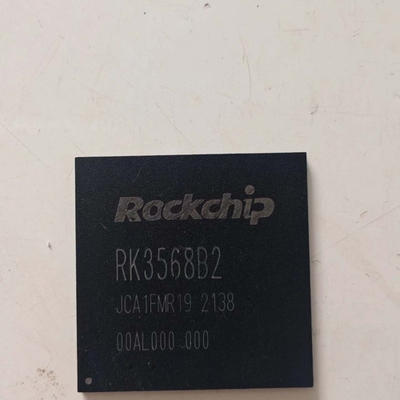 Rockchip
RK3568B2
JCA1FMR19 2138
00AL000 000